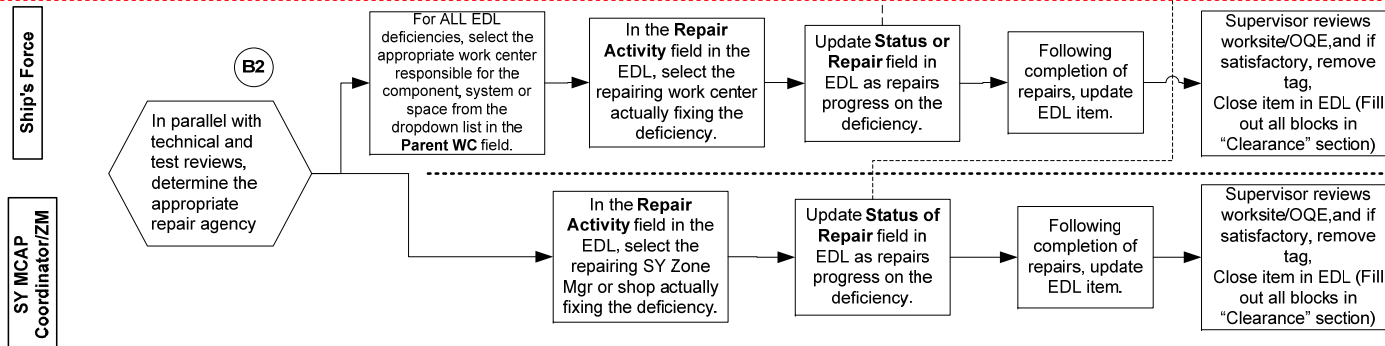 Ship's Force
B2
In parallel with
technical and
test reviews,
determine the
appropriate
repair agency
For ALL EDL
deficiencies, select the
appropriate work center
responsible for the
component, system or
space from the
dropdown list in the
Parent WC field.
In the Repair
Activity field in the
EDL, select the
repairing work center
actually fixing the
deficiency.
Update Status or
Repair field in
EDL as repairs
progress on the
deficiency.
Following
completion of
repairs, update
EDL item.
Supervisor reviews
worksite/OQE,and if
satisfactory, remove
tag,
Close item in EDL (Fill
out all blocks in
“Clearance” section)
SY MCAP
Coordinator/ZM
In the Repair
Activity field in the
EDL, select the
repairing SY Zone
Mgr or shop actually
fixing the deficiency.
Update Status of
Repair field in
EDL as repairs
progress on the
deficiency.
Following
completion of
repairs, update
EDL item.
Supervisor reviews
worksite/OQE,and if
satisfactory, remove
tag,
Close item in EDL (Fill
out all blocks in
“Clearance” section)